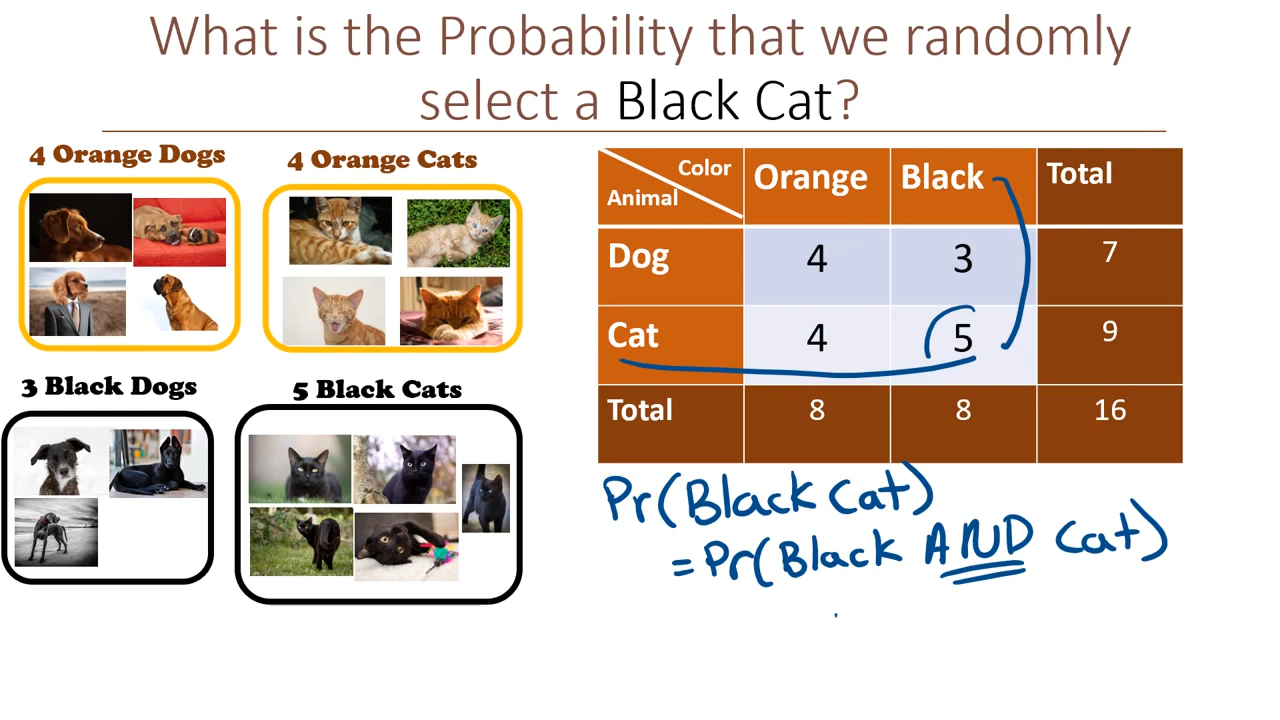 What is the Probability that we randomly
select a Black Cat?
4 Orange Dogs
4 Orange Cats
3 Black Dogs
5 Black Cats
Color
Animal
Orange
Black
Total
Dog
4
3
7
Cat
4
5
9
Total
8
8
16
Pr(Black Cat)
=Pr(Black AND Cat)